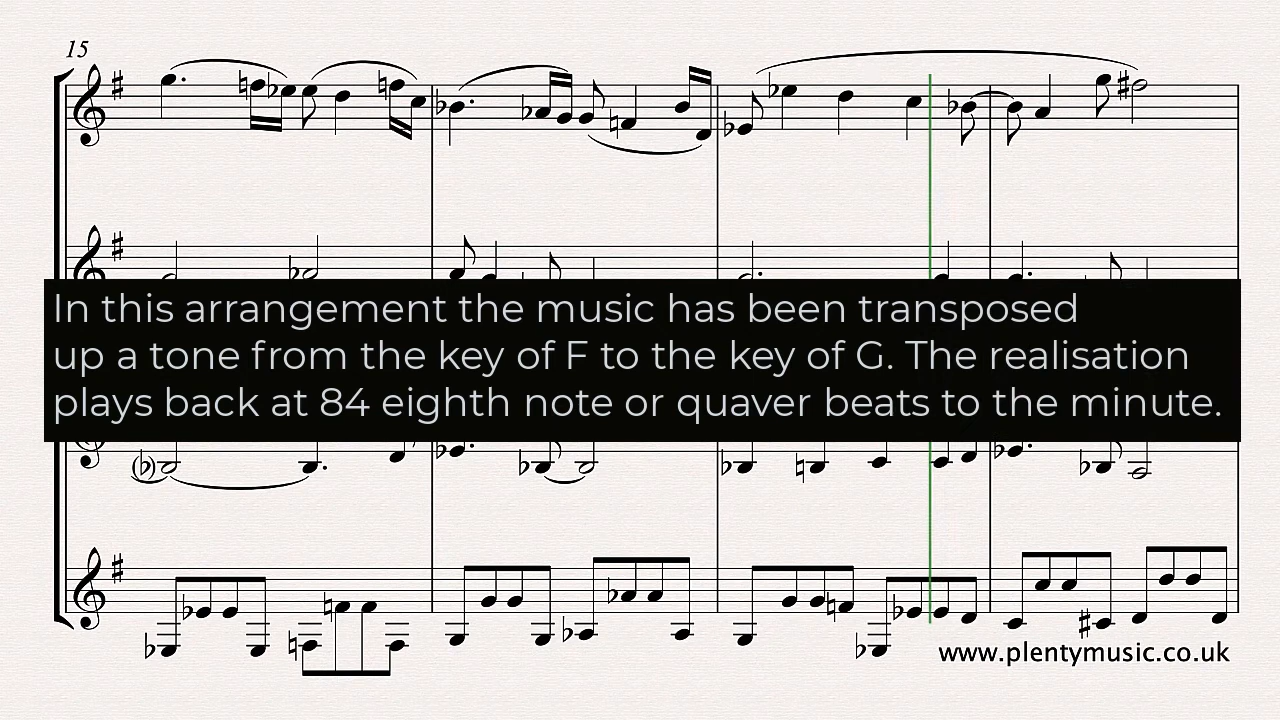 15
In this arrangement the music has been transposed
up a tone from the key of F to the key of G. The realisation
plays back at 84 eighth note or quaver beats to the minute.
www.plentymusic.co.uk